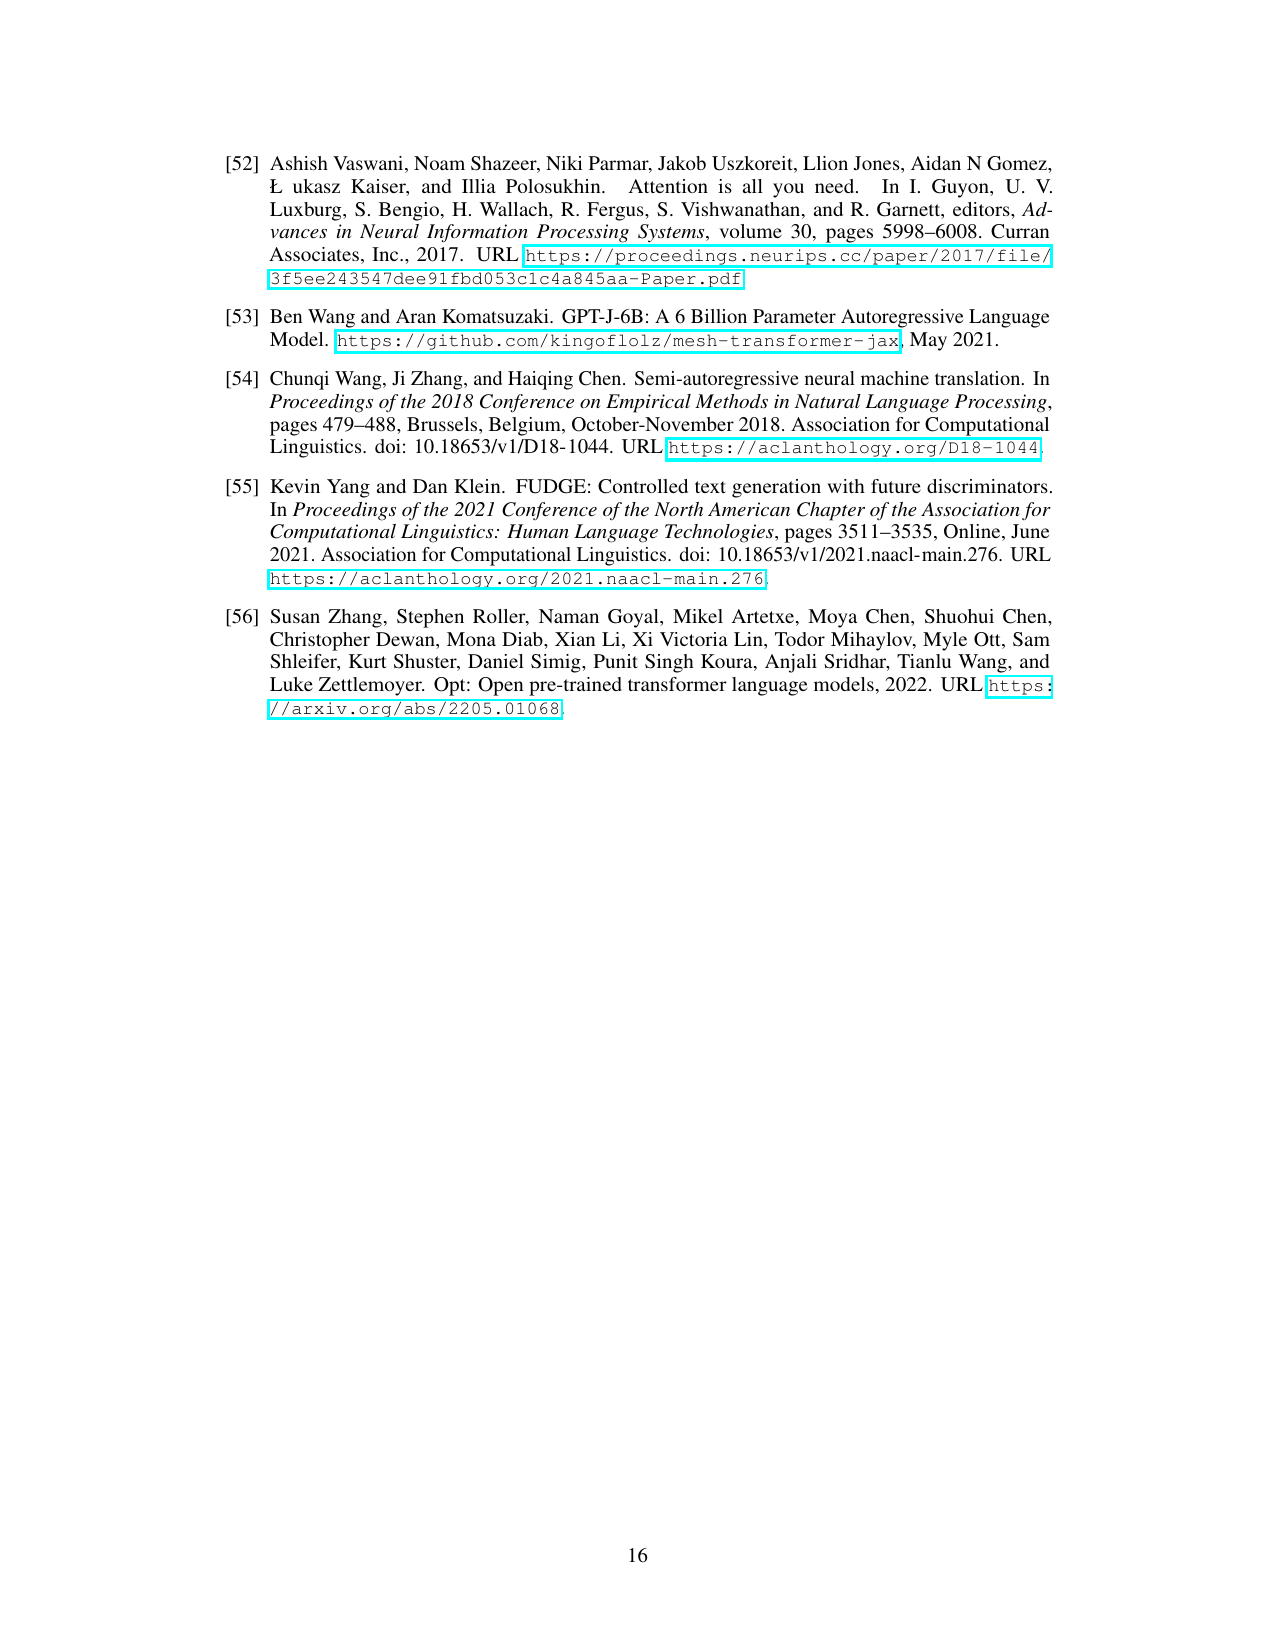 [52] Ashish Vaswani, Noam Shazeer, Niki Parmar, Jakob Uszkoreit, Llion Jones, Aidan N Gomez,
Ł ukasz Kaiser, and Illia Polosukhin. Attention is all you need. In I. Guyon, U. V.
Luxburg, S. Bengio, H. Wallach, R. Fergus, S. Vishwanathan, and R. Garnett, editors, Ad-
vances in Neural Information Processing Systems, volume 30, pages 5998–6008. Curran
Associates, Inc., 2017. URL https://proceedings.neurips.cc/paper/2017/file/
3f5ee243547dee91fbd053c1c4a845aa-Paper.pdf.
[53] Ben Wang and Aran Komatsuzaki. GPT-J-6B: A 6 Billion Parameter Autoregressive Language
Model. https://github.com/kingoflolz/mesh-transformer-jax, May 2021.
[54] Chunqi Wang, Ji Zhang, and Haiqing Chen. Semi-autoregressive neural machine translation. In
Proceedings of the 2018 Conference on Empirical Methods in Natural Language Processing,
pages 479–488, Brussels, Belgium, October-November 2018. Association for Computational
Linguistics. doi: 10.18653/v1/D18-1044. URL https://aclanthology.org/D18-1044.
[55] Kevin Yang and Dan Klein. FUDGE: Controlled text generation with future discriminators.
In Proceedings of the 2021 Conference of the North American Chapter of the Association for
Computational Linguistics: Human Language Technologies, pages 3511–3535, Online, June
2021. Association for Computational Linguistics. doi: 10.18653/v1/2021.naacl-main.276. URL
https://aclanthology.org/2021.naacl-main.276.
[56] Susan Zhang, Stephen Roller, Naman Goyal, Mikel Artetxe, Moya Chen, Shuohui Chen,
Christopher Dewan, Mona Diab, Xian Li, Xi Victoria Lin, Todor Mihaylov, Myle Ott, Sam
Shleifer, Kurt Shuster, Daniel Simig, Punit Singh Koura, Anjali Sridhar, Tianlu Wang, and
Luke Zettlemoyer. Opt: Open pre-trained transformer language models, 2022. URL https:
//arxiv.org/abs/2205.01068.
16